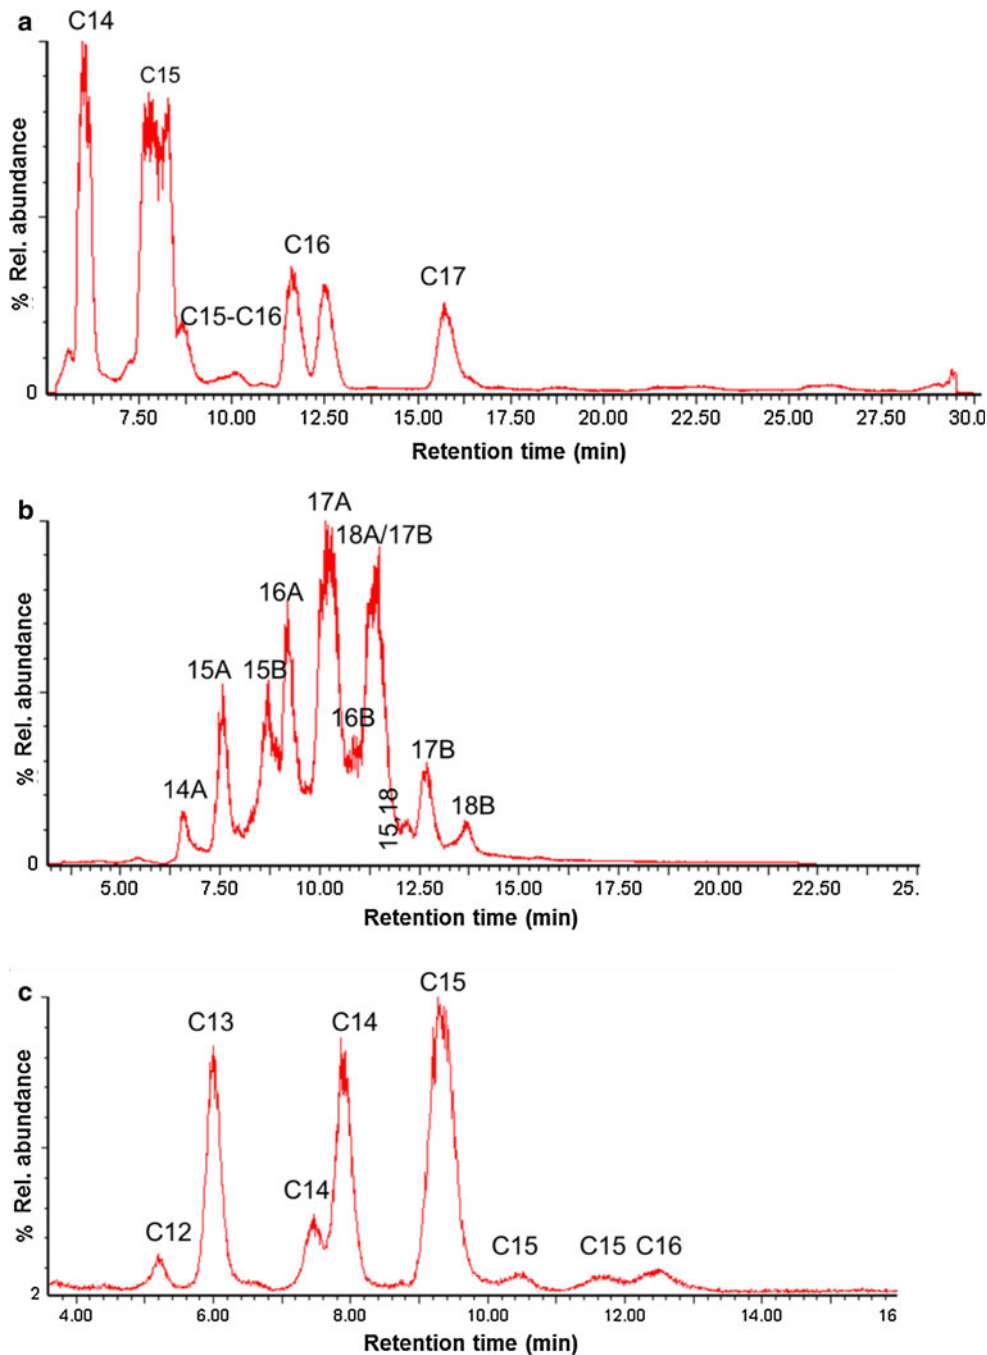 a
C14
C15
C15-C16
C16
C17
% Rel. abundance
0
7.50 10.00 12.50 15.00 17.50 20.00 22.50 25.00 27.50 30.00
Retention time (min)
b
14A
15A
15B
16A
17A
18A/17B
16B
15,18
17B
18B
% Rel. abundance
0
5.00 7.50 10.00 12.50 15.00 17.50 20.00 22.50 25.
Retention time (min)
c
C12
C13
C14
C14
C15
C15
C15 C16
% Rel. abundance
2
4.00 6.00 8.00 10.00 12.00 14.00 16
Retention time (min)